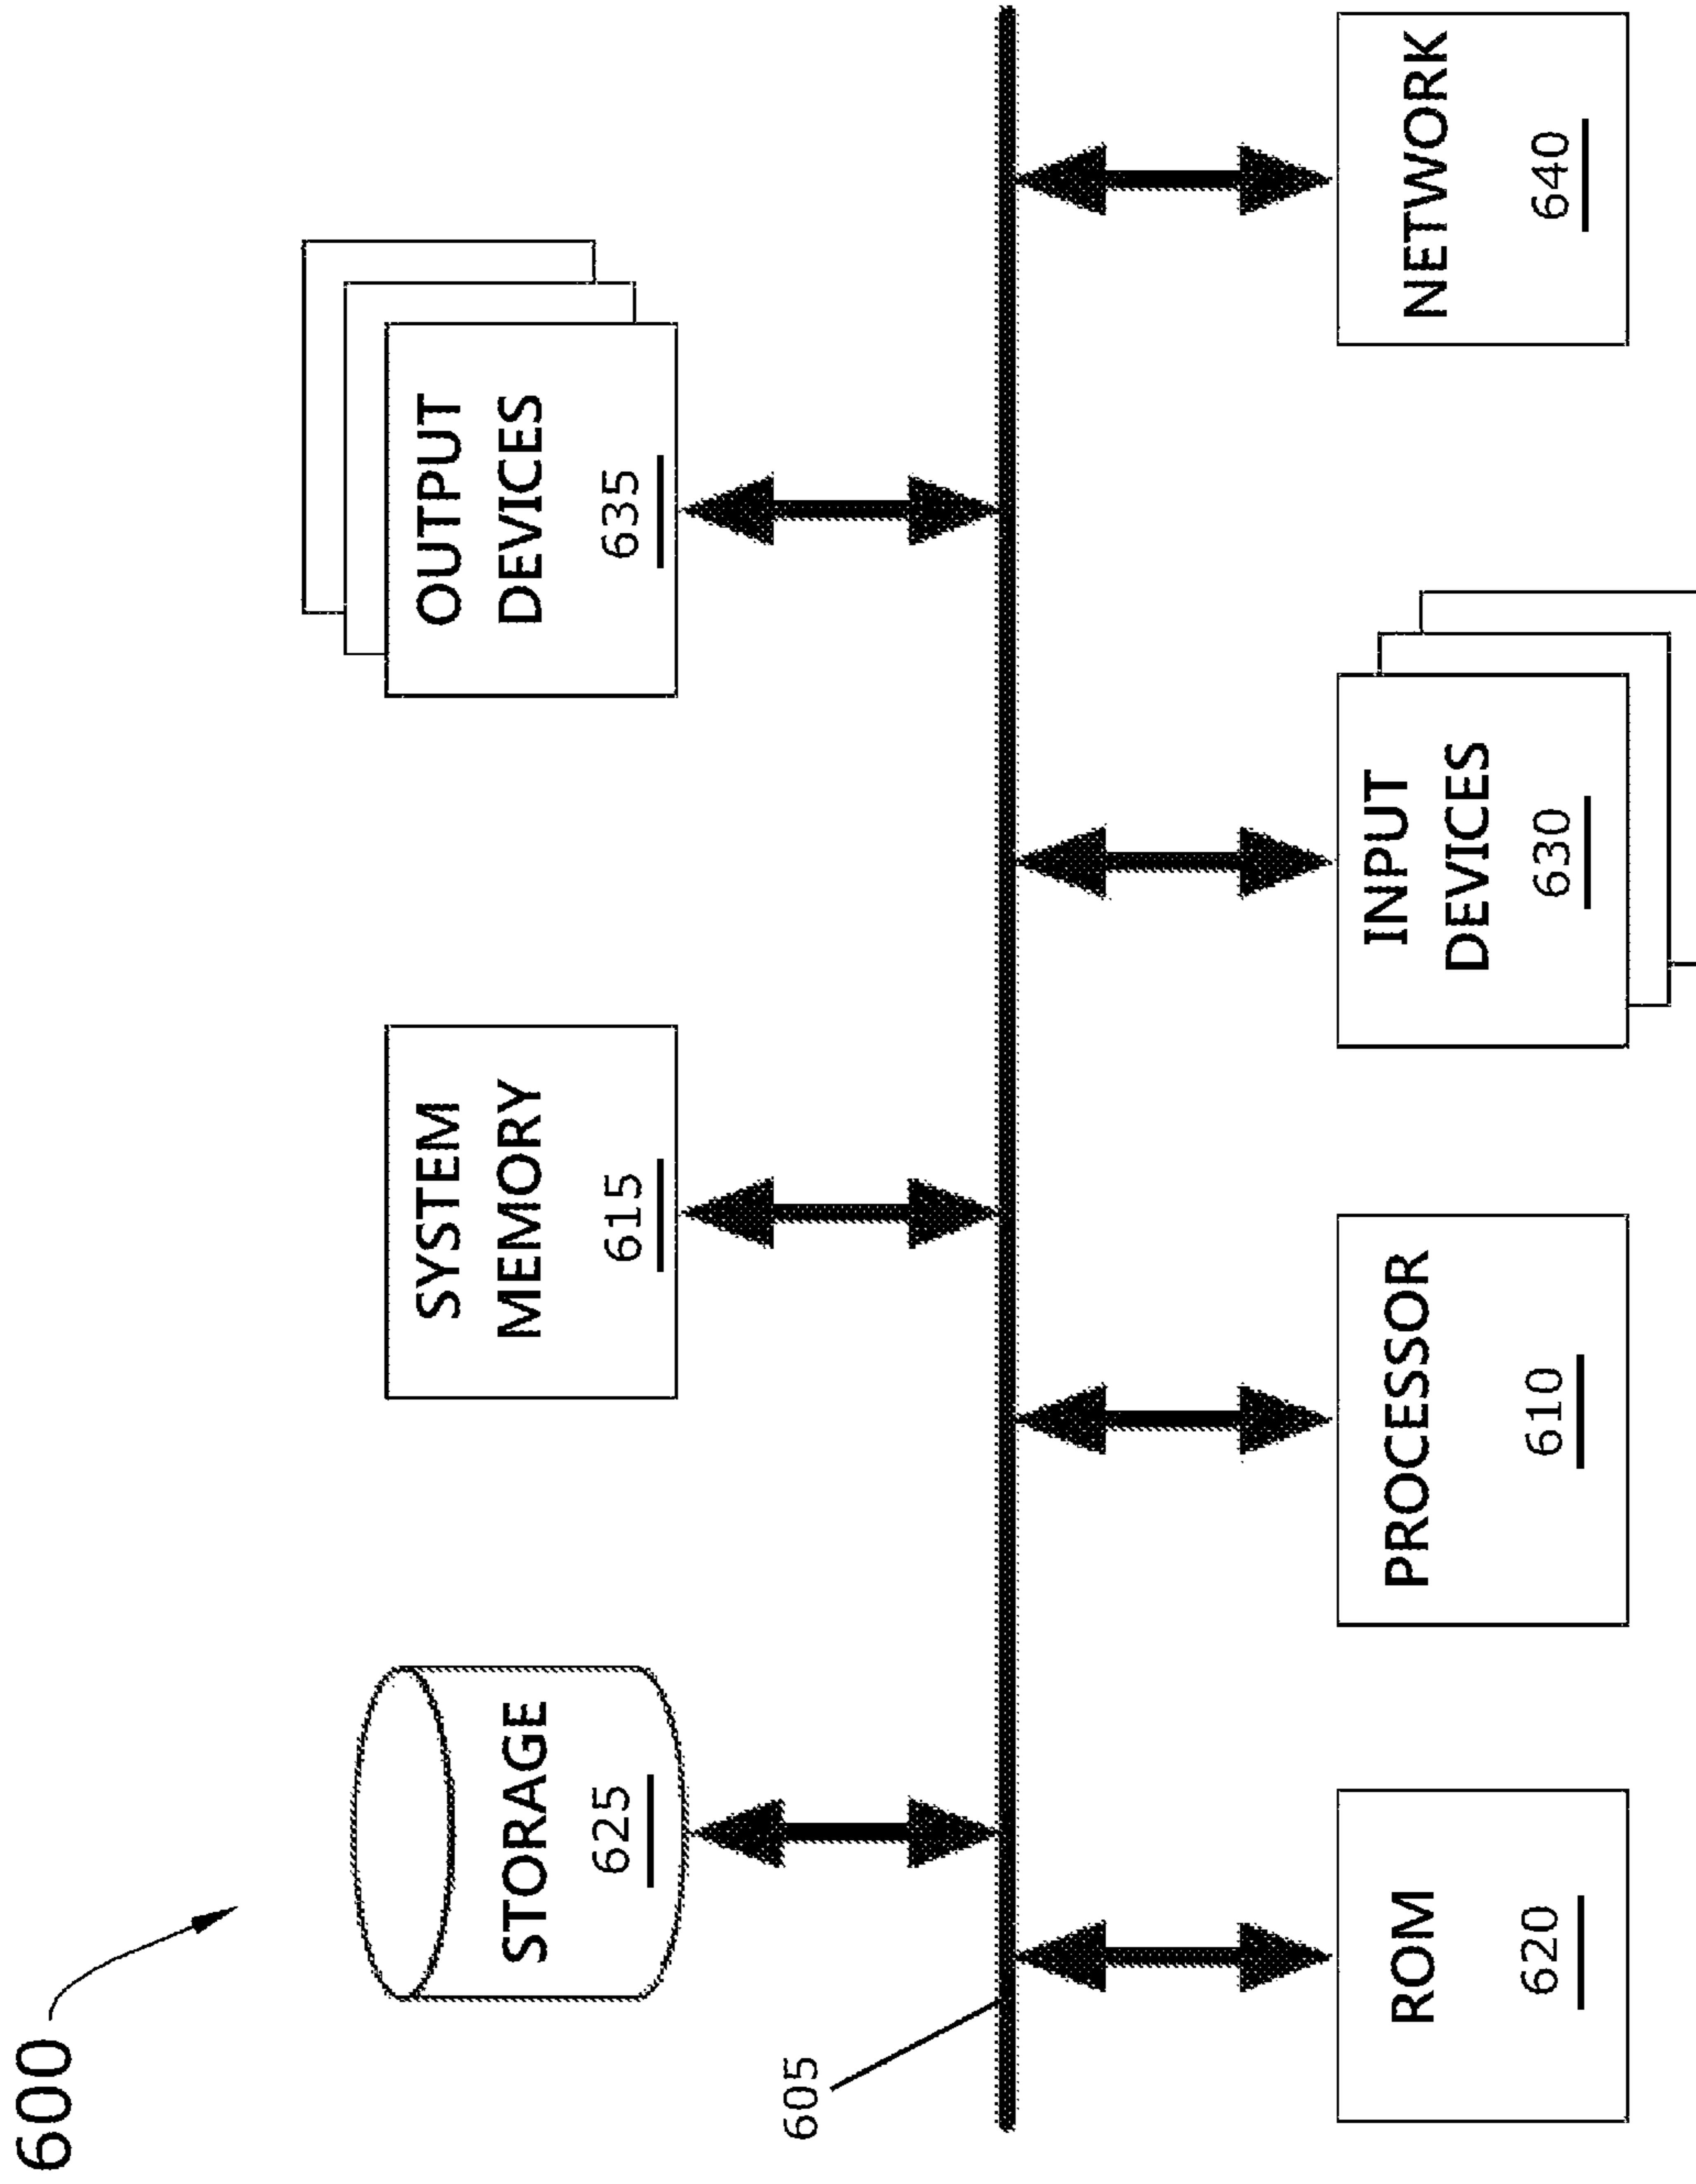 600
STORAGE
625
SYSTEM
MEMORY
615
OUTPUT
DEVICES
635
605
ROM
620
PROCESSOR
610
INPUT
DEVICES
630
NETWORK
640